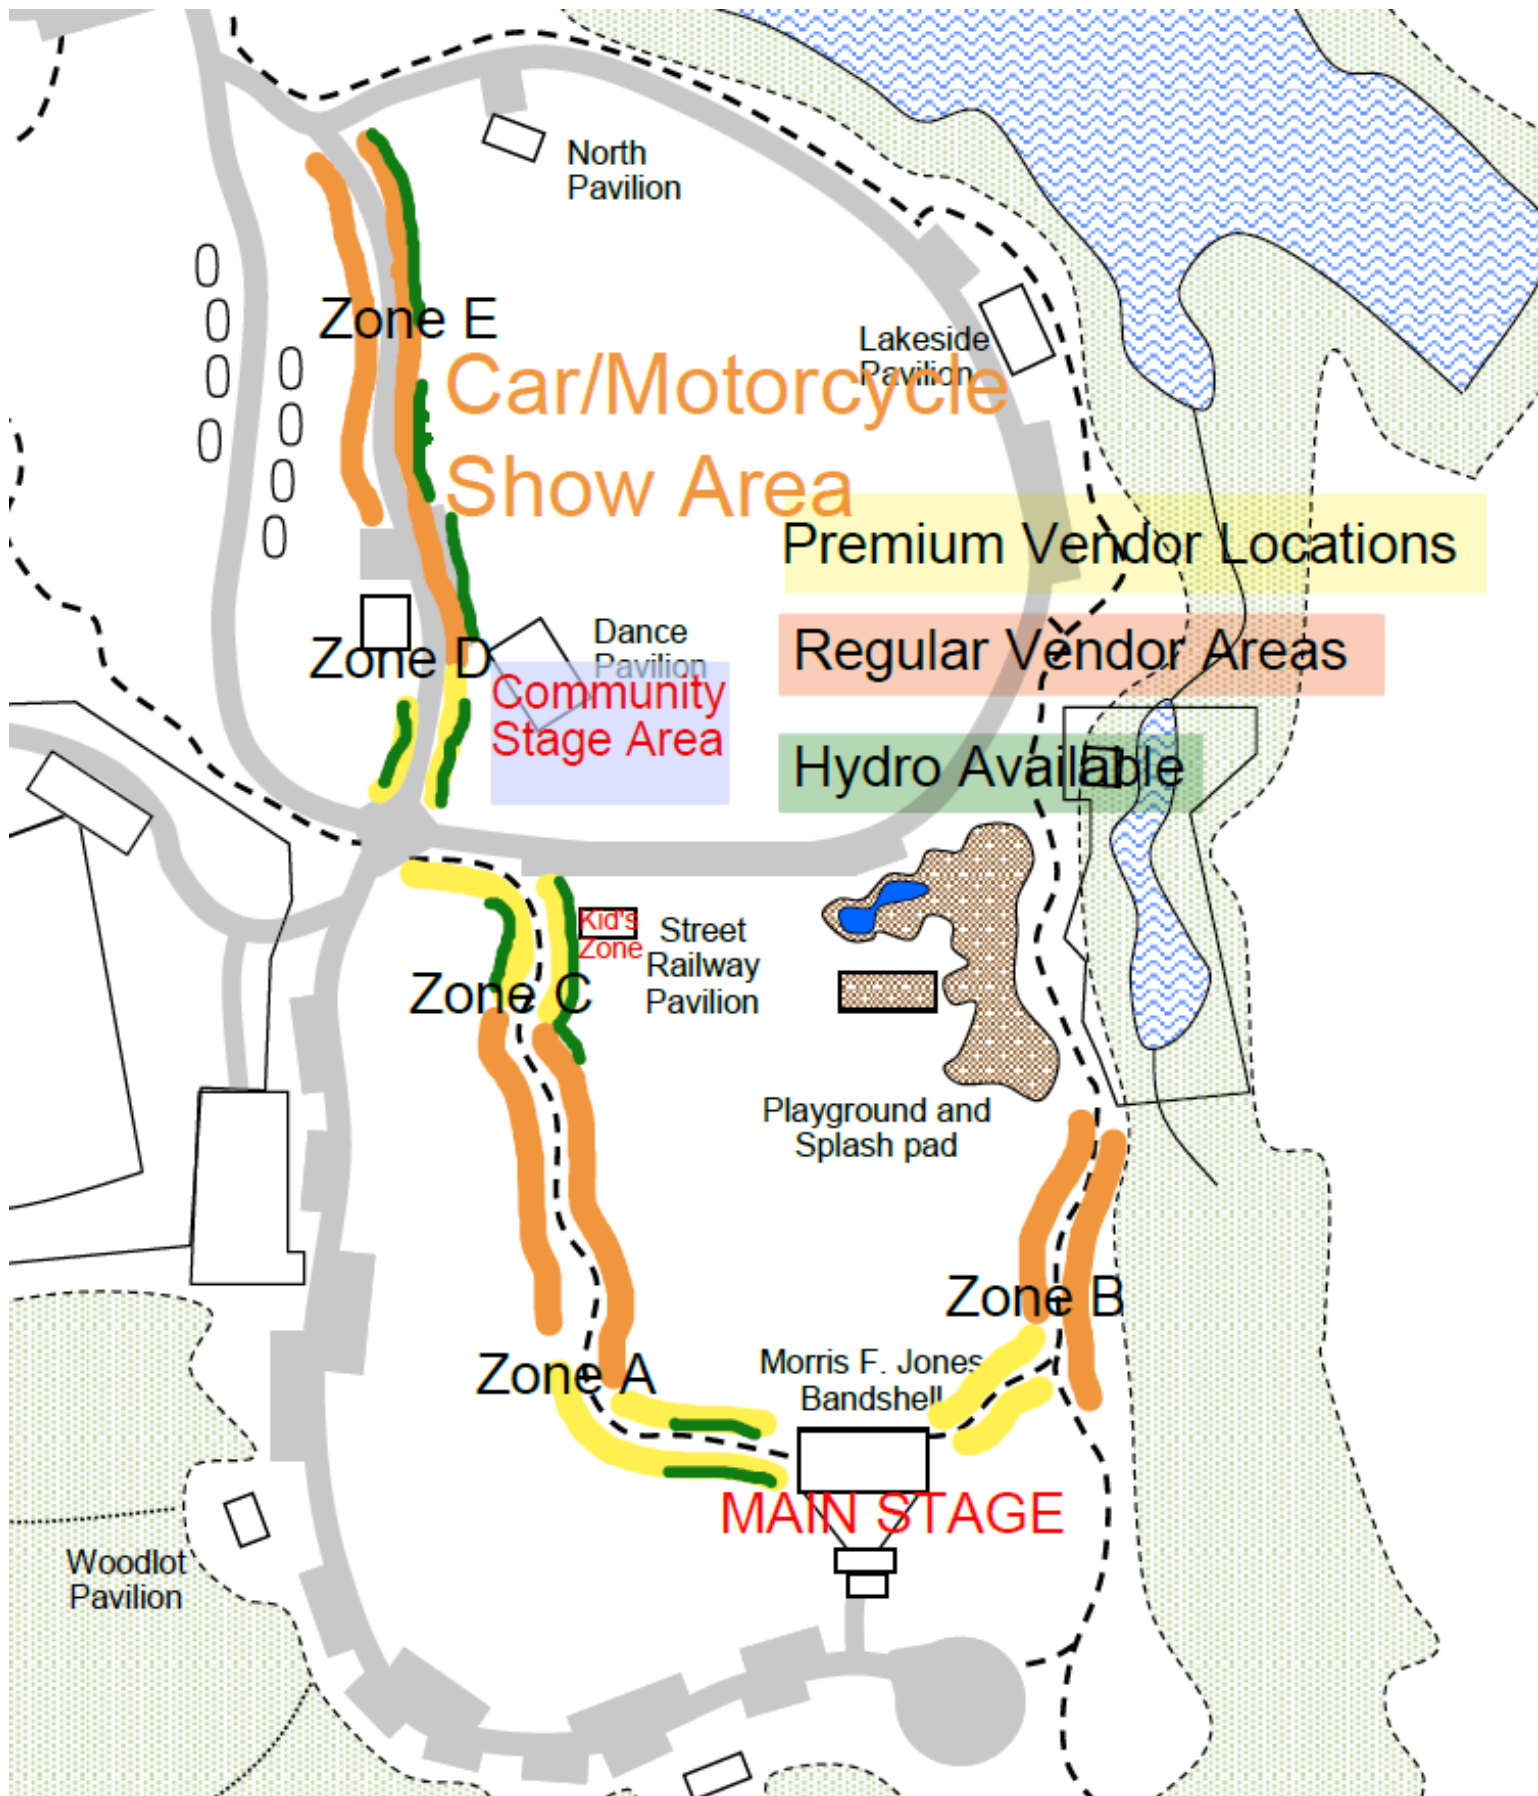 North
Pavilion
Zone E
Lakeside
Pavilion
Car/Motorcycle
Show Area
Premium Vendor Locations
Dance
Pavilion
Regular Vendor Areas
Zone D
Community
Stage Area
Hydro Available
Kid's
Zone
Street
Railway
Pavilion
Zone C
Playground and
Splash pad
Zone B
Zone A
Morris F. Jones
Bandshell
MAIN STAGE
Woodlot
Pavilion